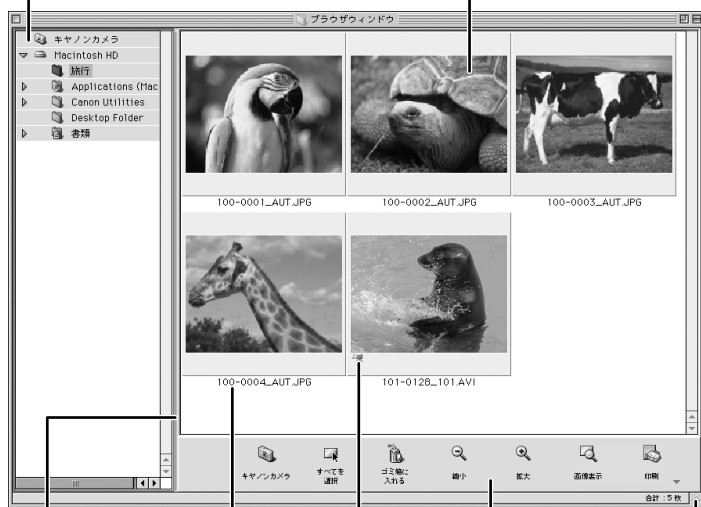 ブラウザウィンドウ
キヤノンカメラ
Macintosh HD
旅行
Applications (Mac
Canon Utilities
Desktop Folder
書類
100-0001_AUT.JPG
100-0002_AUT.JPG
100-0003_AUT.JPG
100-0004_AUT.JPG
101-0128_101.AVI
キヤノンカメラ
すべてを
選択
ゴミ箱に
入れる
縮小
拡大
画像表示
印刷
合計 : 5 枚